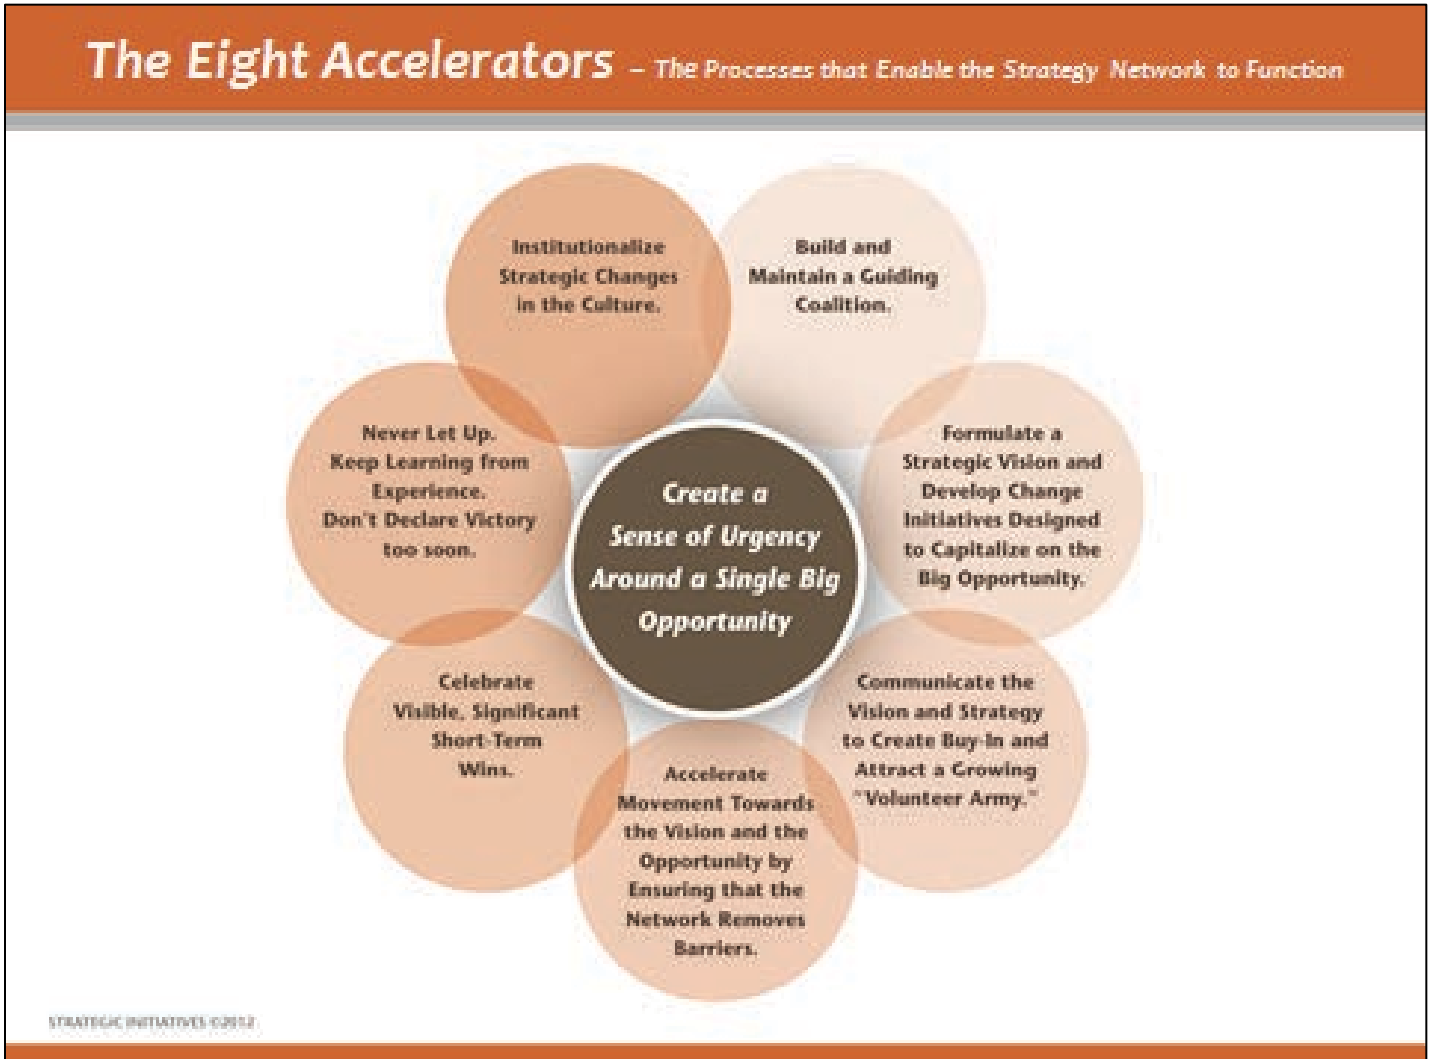 The Eight Accelerators – The Processes that Enable the Strategy Network to Function
Institutionalize
Strategic Changes
in the Culture.
Build and
Maintain a Guiding
Coalition.
Never Let Up.
Keep Learning from
Experience.
Don't Declare Victory
too soon.
Create a
Sense of Urgency
Around a Single Big
Opportunity
Formulate a
Strategic Vision and
Develop Change
Initiatives Designed
to Capitalize on the
Big Opportunity.
Celebrate
Visible, Significant
Short-Term
Wins.
Communicate the
Vision and Strategy
to Create Buy-In and
Attract a Growing
"Volunteer Army."
Accelerate
Movement Towards
the Vision and the
Opportunity by
Ensuring that the
Network Removes
Barriers.
STRATEGIC INITIATIVES ©2012